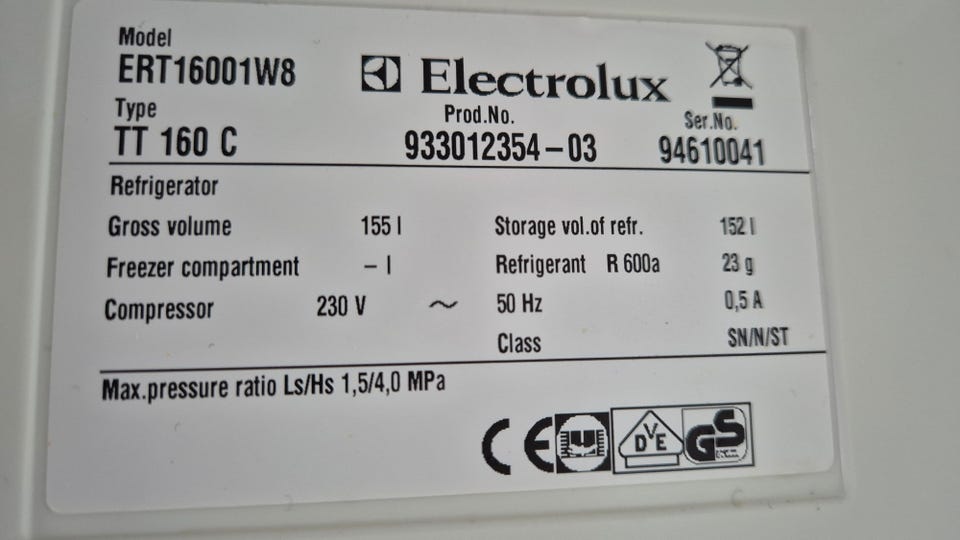 Model
ERT16001W8
Electrolux
Type
TT 160 C
Prod.No.
933012354-03
Ser.No.
94610041
Refrigerator
Gross volume 155 l Storage vol.of refr. 152 l
Freezer compartment - l Refrigerant R 600a 23 g
Compressor 230 V ~ 50 Hz 0,5 A
Class SN/N/ST
Max.pressure ratio Ls/Hs 1,5/4,0 MPa
CE DVE GS